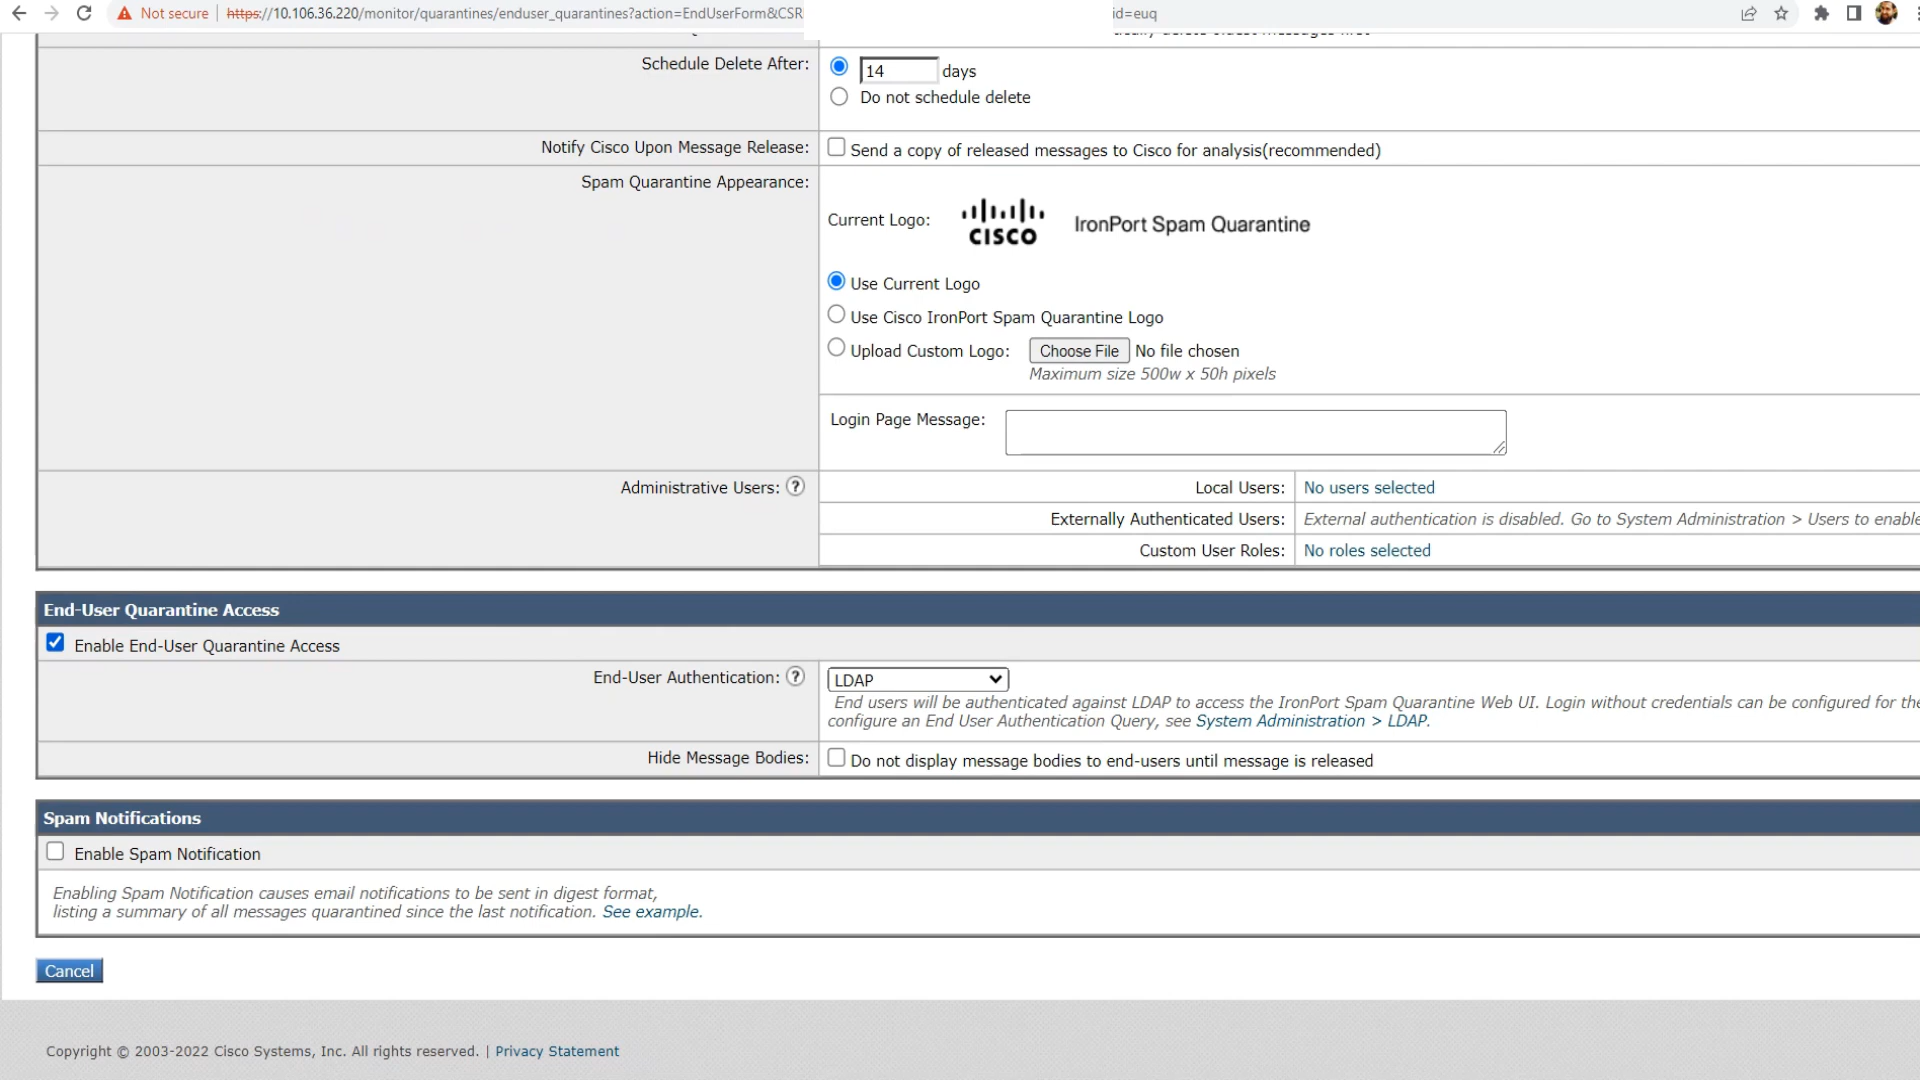 Not secure | https://10.106.36.220/monitor/quarantines/enduser_quarantines?action=EndUserForm&CSR id=euq
Schedule Delete After: 14 days
Do not schedule delete
Notify Cisco Upon Message Release: Send a copy of released messages to Cisco for analysis(recommended)
Spam Quarantine Appearance:
Current Logo: CISCO IronPort Spam Quarantine
Use Current Logo
Use Cisco IronPort Spam Quarantine Logo
Upload Custom Logo: Choose File No file chosen
Maximum size 500w x 50h pixels
Login Page Message:
Administrative Users: ? Local Users: No users selected
Externally Authenticated Users: External authentication is disabled. Go to System Administration > Users to enable
Custom User Roles: No roles selected
End-User Quarantine Access
Enable End-User Quarantine Access
End-User Authentication: ? LDAP
End users will be authenticated against LDAP to access the IronPort Spam Quarantine Web UI. Login without credentials can be configured for the
configure an End User Authentication Query, see System Administration > LDAP.
Hide Message Bodies: Do not display message bodies to end-users until message is released
Spam Notifications
Enable Spam Notification
Enabling Spam Notification causes email notifications to be sent in digest format,
listing a summary of all messages quarantined since the last notification. See example.
Cancel
Copyright © 2003-2022 Cisco Systems, Inc. All rights reserved. | Privacy Statement